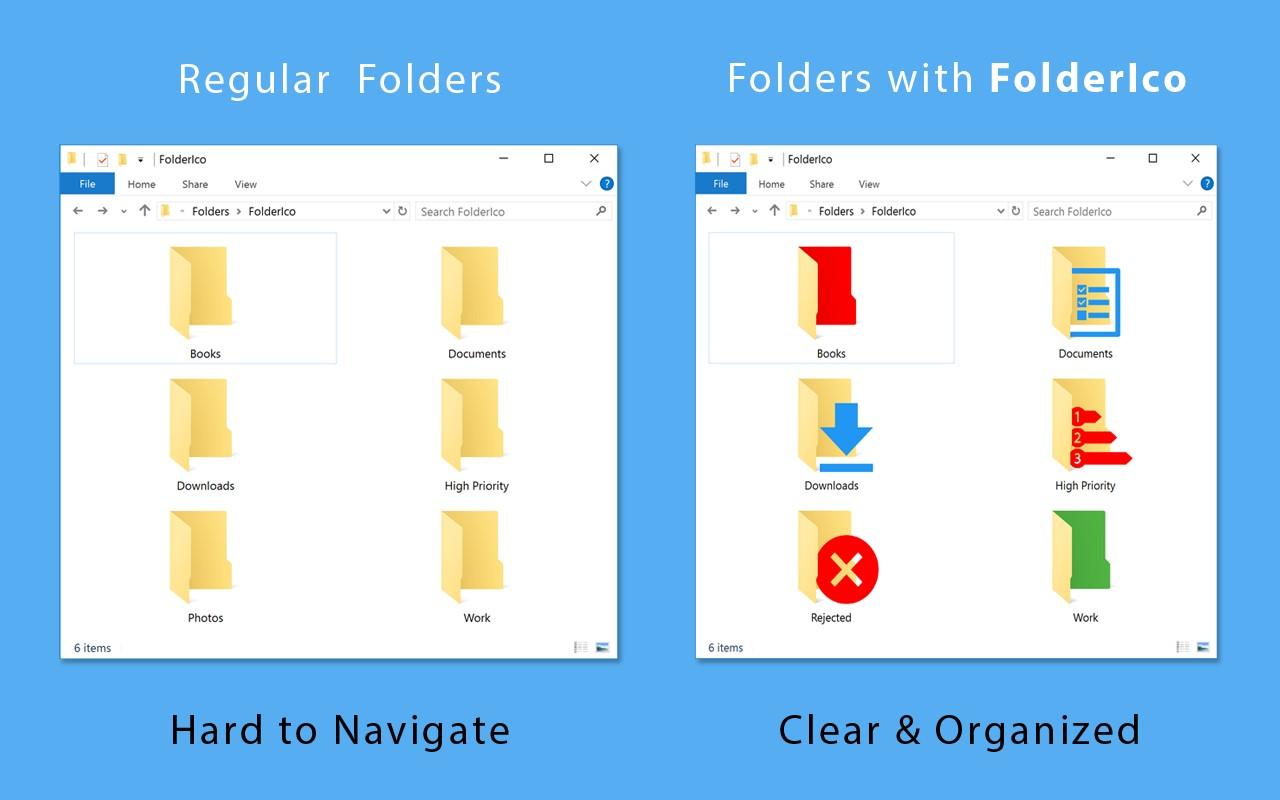 Regular Folders
Folders with FolderIco
FolderIco
File Home Share View ?
Folders FolderIco Search FolderIco
Books Documents
Downloads High Priority
Photos Work
6 items
FolderIco
File Home Share View ?
Folders FolderIco Search FolderIco
Books Documents
1
2
3
Downloads High Priority
Rejected Work
6 items
Hard to Navigate
Clear & Organized